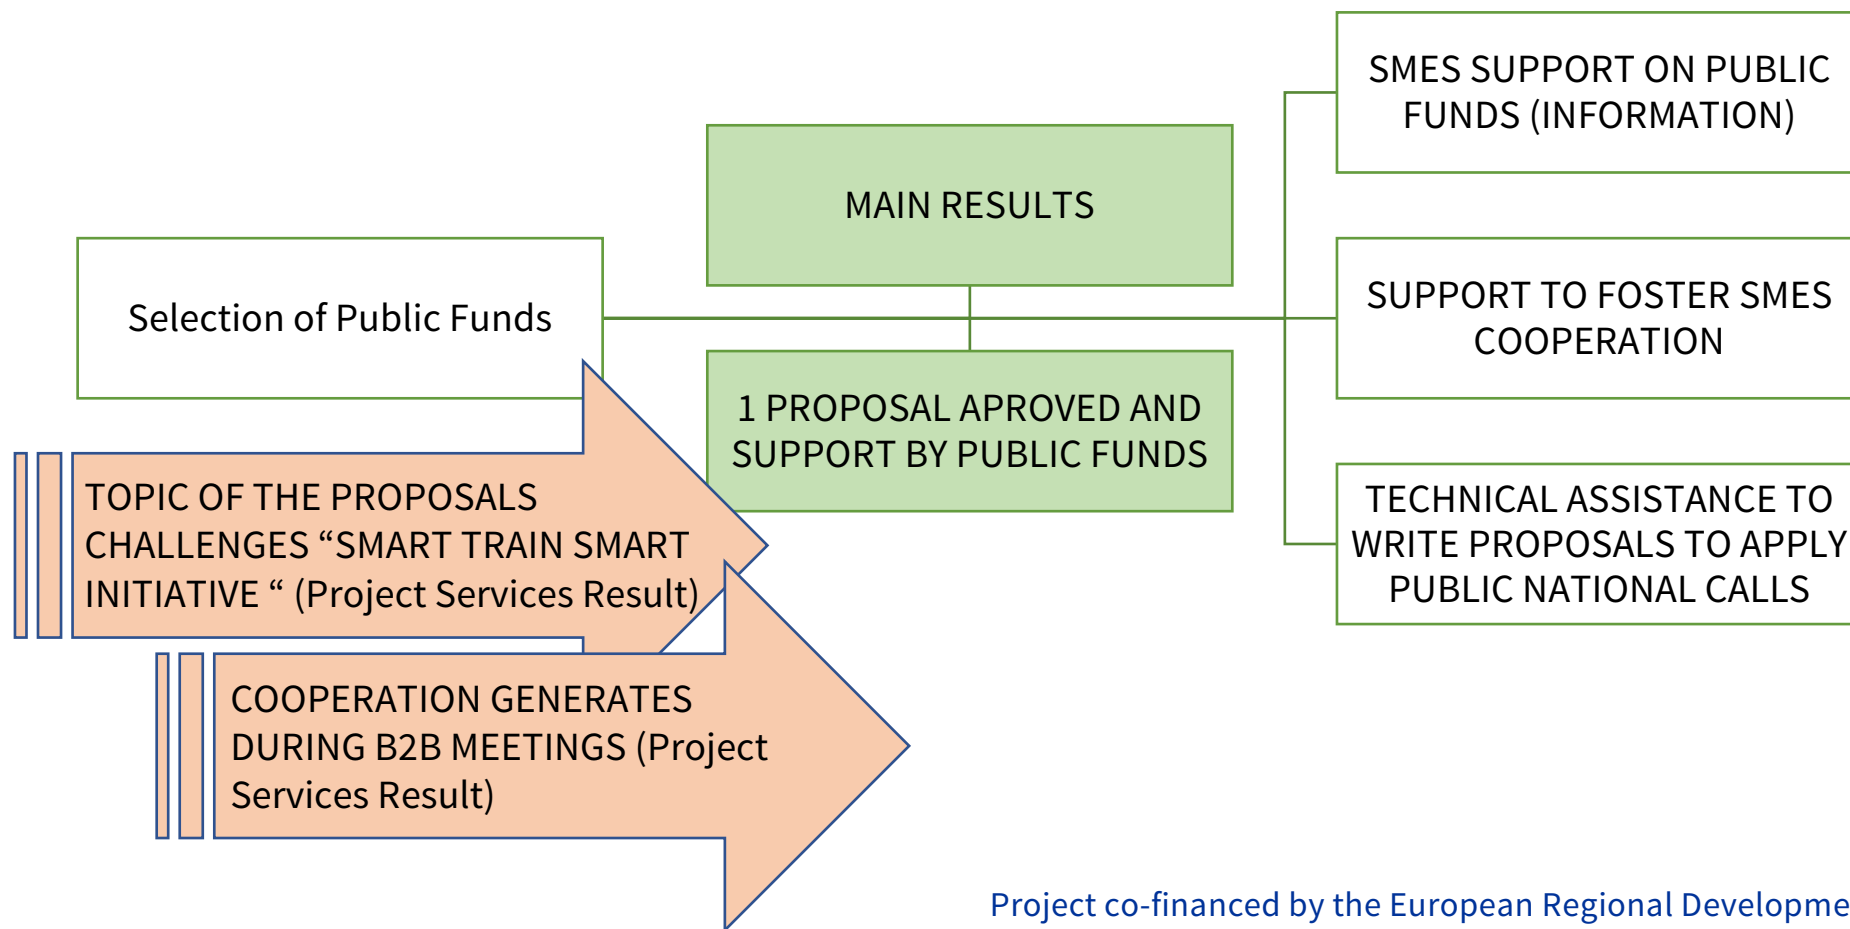 SMES SUPPORT ON PUBLIC
FUNDS (INFORMATION)
MAIN RESULTS
Selection of Public Funds
SUPPORT TO FOSTER SMES
COOPERATION
1 PROPOSAL APROVED AND
SUPPORT BY PUBLIC FUNDS
TOPIC OF THE PROPOSALS
CHALLENGES “SMART TRAIN SMART
INITIATIVE “ (Project Services Result)
TECHNICAL ASSISTANCE TO
WRITE PROPOSALS TO APPLY
PUBLIC NATIONAL CALLS
COOPERATION GENERATES
DURING B2B MEETINGS (Project
Services Result)
Project co-financed by the European Regional